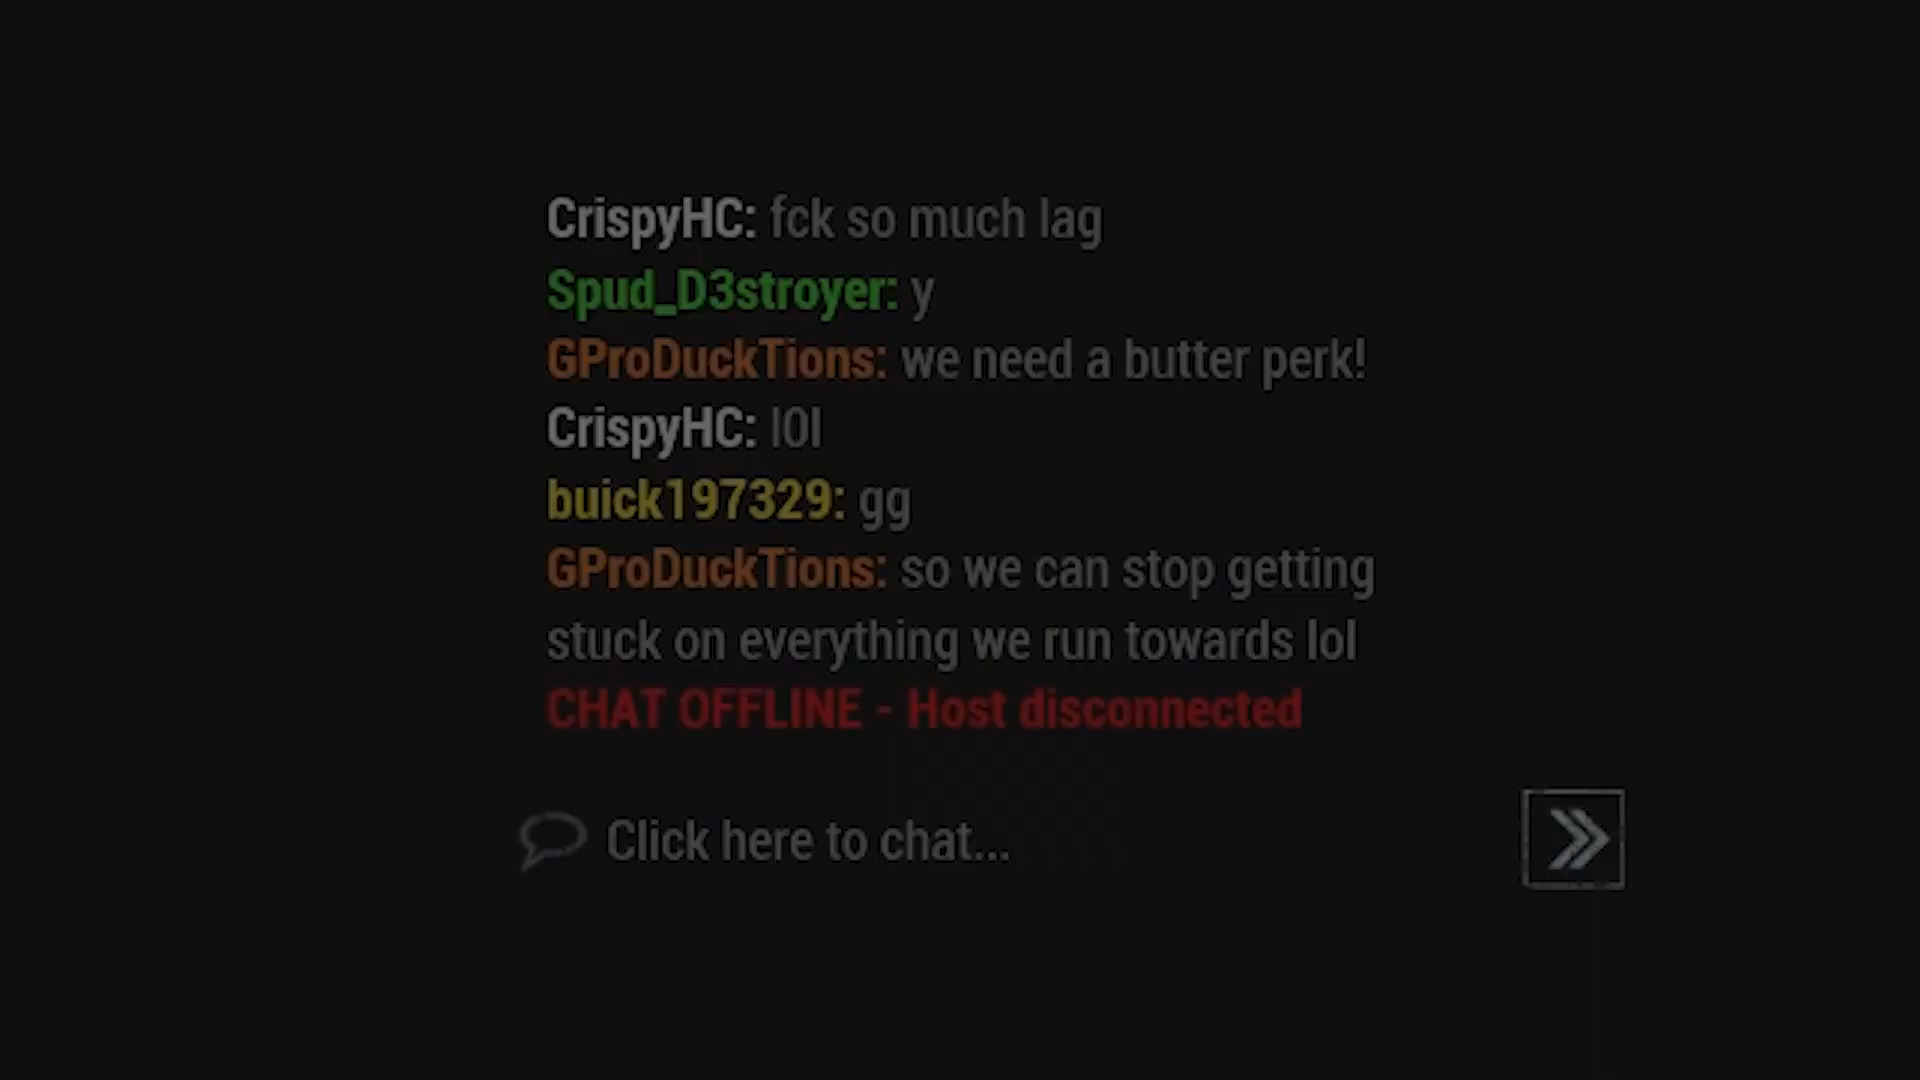 CrispyHC: fck so much lag
Spud_D3stroyer: y
GProDuckTions: we need a butter perk!
CrispyHC: l0l
buick197329: gg
GProDuckTions: so we can stop getting
stuck on everything we run towards lol
CHAT OFFLINE - Host disconnected
Click here to chat...